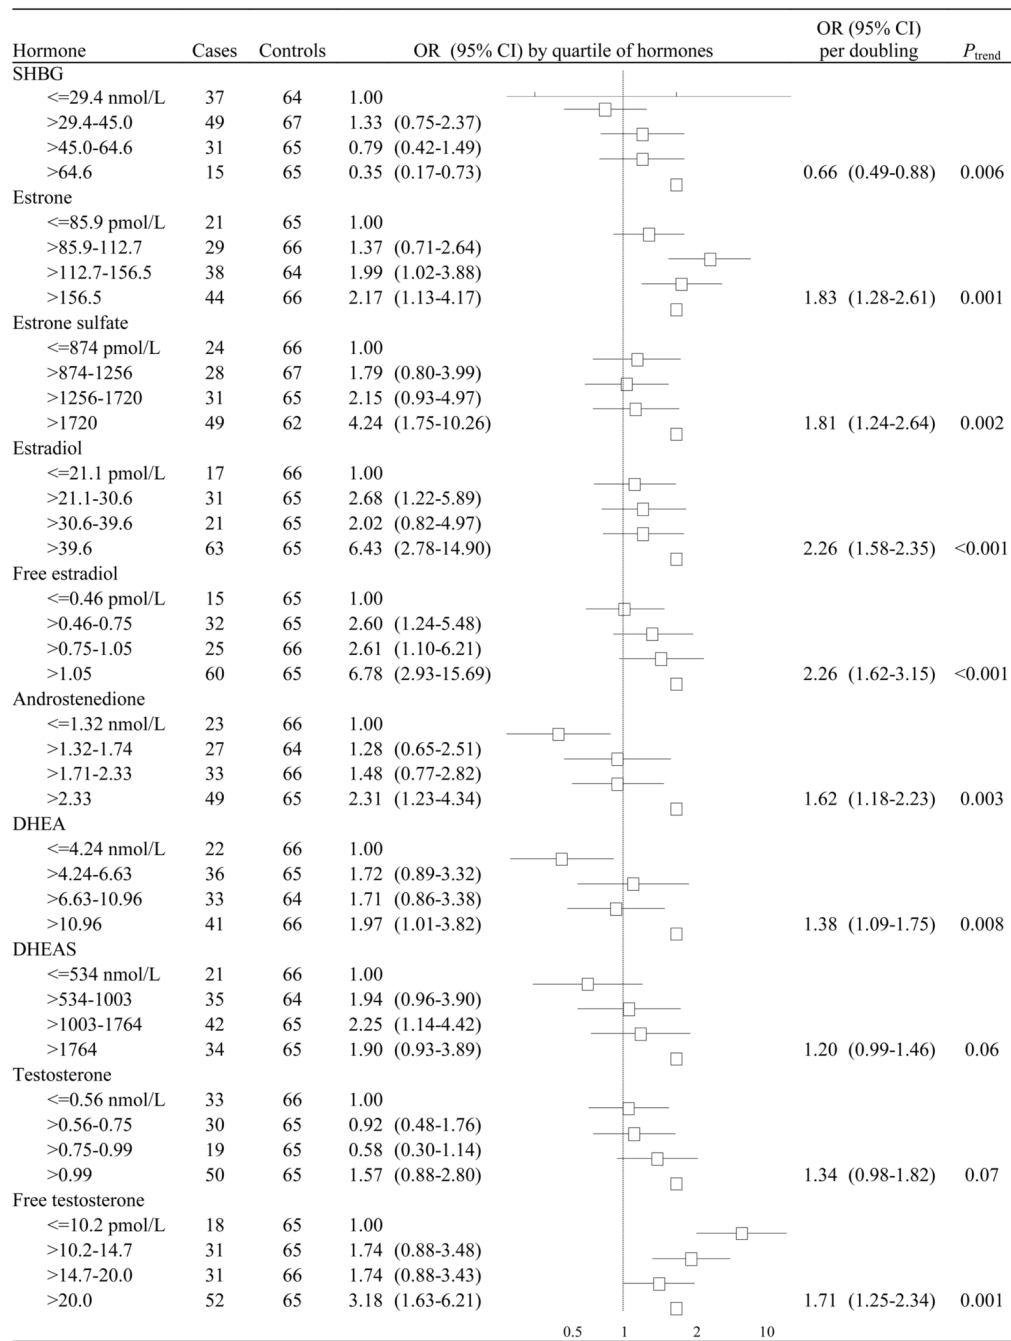 OR (95% CI)
Hormone Cases Controls OR (95% CI) by quartile of hormones per doubling Ptrend
SHBG
<=29.4 nmol/L 37 64 1.00
>29.4-45.0 49 67 1.33 (0.75-2.37)
>45.0-64.6 31 65 0.79 (0.42-1.49)
>64.6 15 65 0.35 (0.17-0.73) 0.66 (0.49-0.88) 0.006
Estrone
<=85.9 pmol/L 21 65 1.00
>85.9-112.7 29 66 1.37 (0.71-2.64)
>112.7-156.5 38 64 1.99 (1.02-3.88)
>156.5 44 66 2.17 (1.13-4.17) 1.83 (1.28-2.61) 0.001
Estrone sulfate
<=874 pmol/L 24 66 1.00
>874-1256 28 67 1.79 (0.80-3.99)
>1256-1720 31 65 2.15 (0.93-4.97)
>1720 49 62 4.24 (1.75-10.26) 1.81 (1.24-2.64) 0.002
Estradiol
<=21.1 pmol/L 17 66 1.00
>21.1-30.6 31 65 2.68 (1.22-5.89)
>30.6-39.6 21 65 2.02 (0.82-4.97)
>39.6 63 65 6.43 (2.78-14.90) 2.26 (1.58-2.35) <0.001
Free estradiol
<=0.46 pmol/L 15 65 1.00
>0.46-0.75 32 65 2.60 (1.24-5.48)
>0.75-1.05 25 66 2.61 (1.10-6.21)
>1.05 60 65 6.78 (2.93-15.69) 2.26 (1.62-3.15) <0.001
Androstenedione
<=1.32 nmol/L 23 66 1.00
>1.32-1.74 27 64 1.28 (0.65-2.51)
>1.71-2.33 33 66 1.48 (0.77-2.82)
>2.33 49 65 2.31 (1.23-4.34) 1.62 (1.18-2.23) 0.003
DHEA
<=4.24 nmol/L 22 66 1.00
>4.24-6.63 36 65 1.72 (0.89-3.32)
>6.63-10.96 33 64 1.71 (0.86-3.38)
>10.96 41 66 1.97 (1.01-3.82) 1.38 (1.09-1.75) 0.008
DHEAS
<=534 nmol/L 21 66 1.00
>534-1003 35 64 1.94 (0.96-3.90)
>1003-1764 42 65 2.25 (1.14-4.42)
>1764 34 65 1.90 (0.93-3.89) 1.20 (0.99-1.46) 0.06
Testosterone
<=0.56 nmol/L 33 66 1.00
>0.56-0.75 30 65 0.92 (0.48-1.76)
>0.75-0.99 19 65 0.58 (0.30-1.14)
>0.99 50 65 1.57 (0.88-2.80) 1.34 (0.98-1.82) 0.07
Free testosterone
<=10.2 pmol/L 18 65 1.00
>10.2-14.7 31 65 1.74 (0.88-3.48)
>14.7-20.0 31 66 1.74 (0.88-3.43)
>20.0 52 65 3.18 (1.63-6.21) 1.71 (1.25-2.34) 0.001
0.5 1 2 10